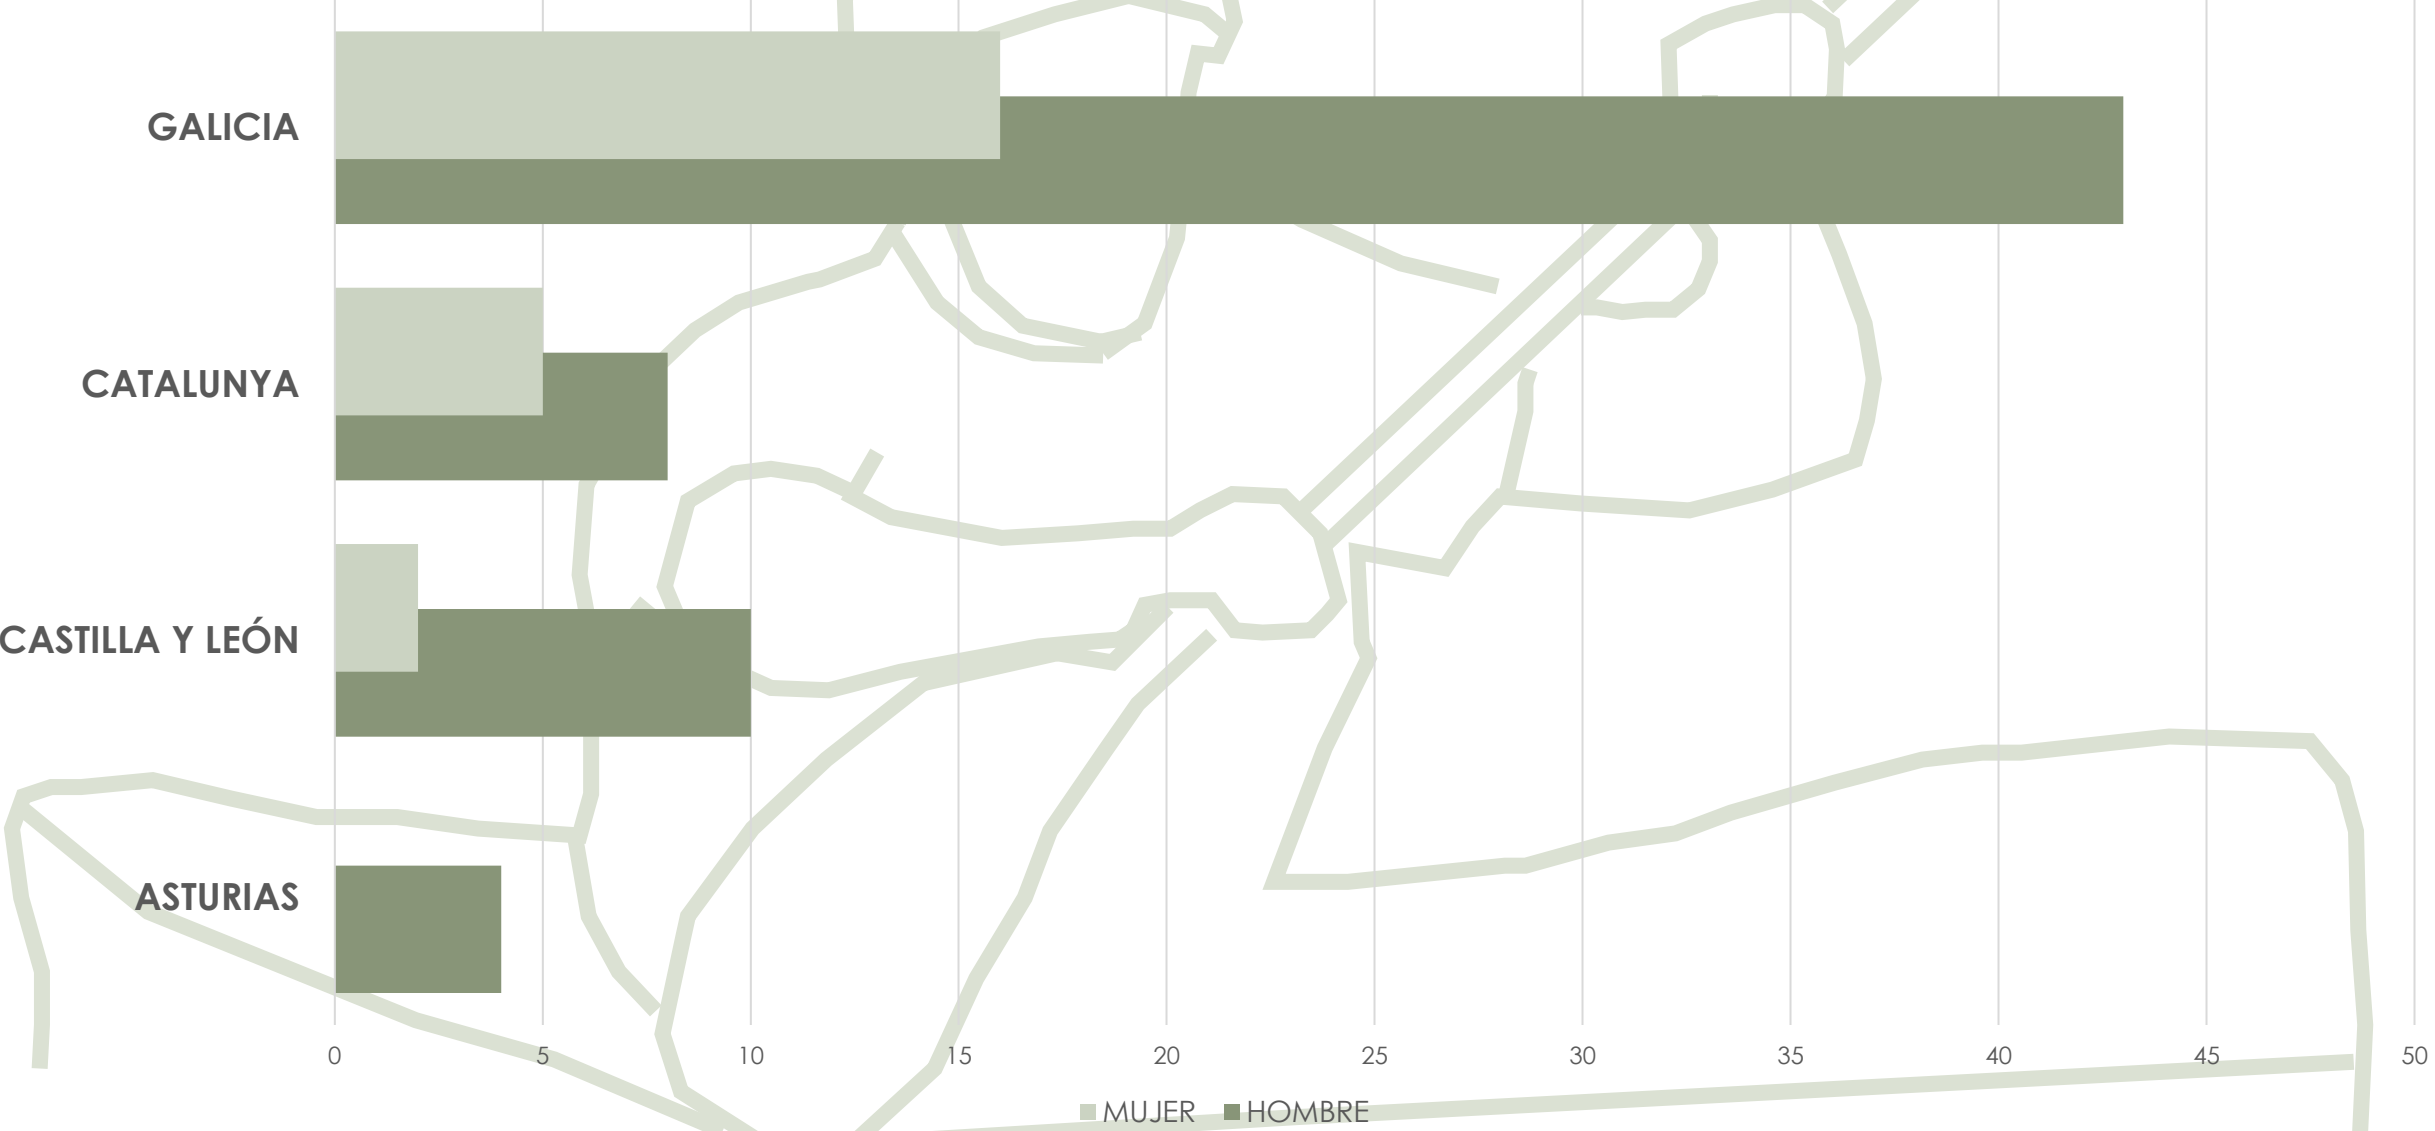 GALICIA
CATALUNYA
CASTILLA Y LEÓN
ASTURIAS
0 5 10 15 20 25 30 35 40 45 50
MUJER HOMBRE